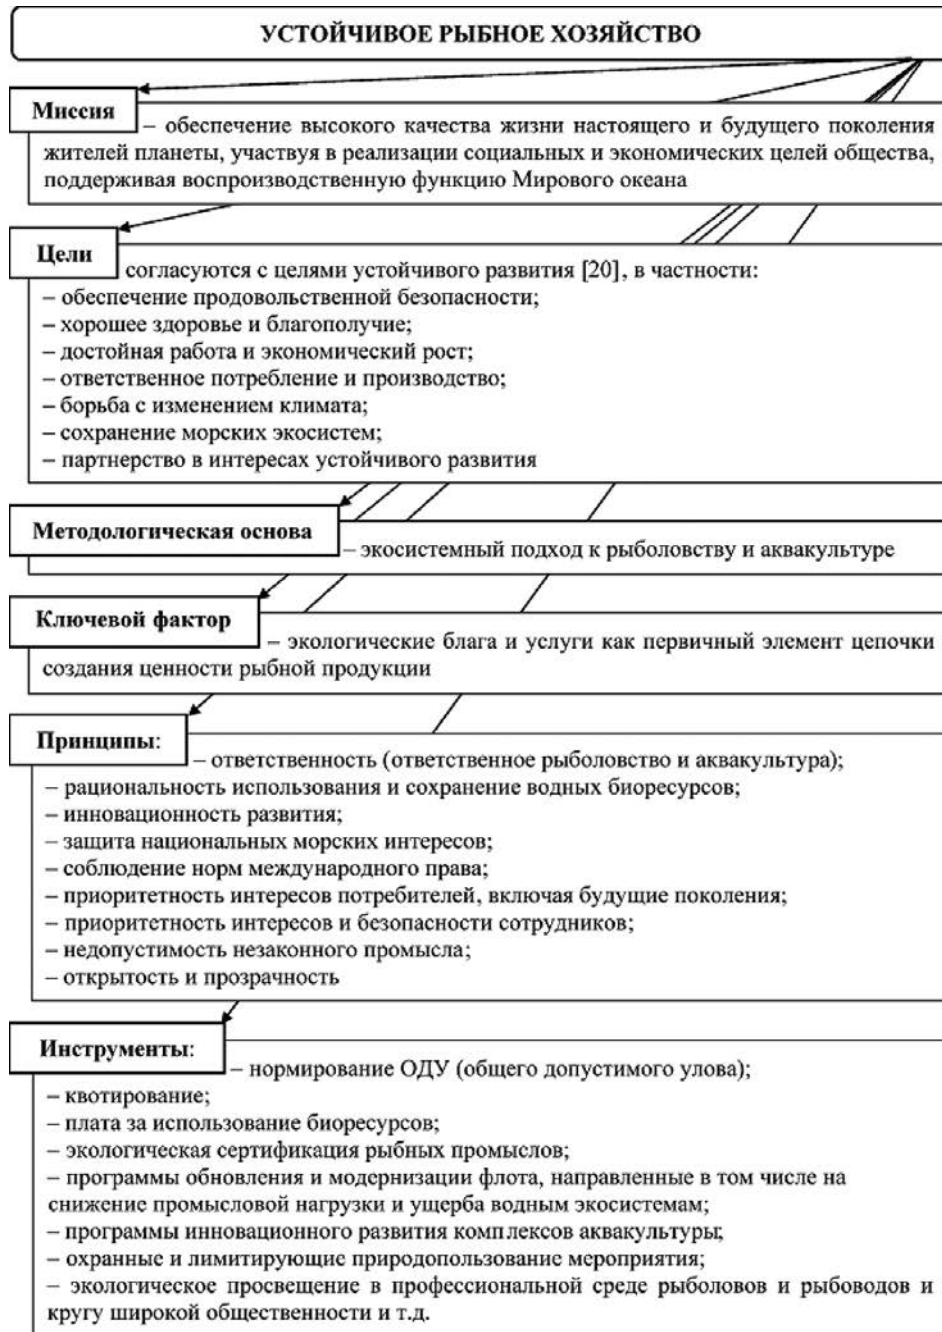 УСТОЙЧИВОЕ РЫБНОЕ ХОЗЯЙСТВО
Миссия
– обеспечение высокого качества жизни настоящего и будущего поколения
жителей планеты, участвуя в реализации социальных и экономических целей общества,
поддерживая воспроизводственную функцию Мирового океана
Цели
согласуются с целями устойчивого развития [20], в частности:
– обеспечение продовольственной безопасности;
– хорошее здоровье и благополучие;
– достойная работа и экономический рост;
– ответственное потребление и производство;
– борьба с изменением климата;
– сохранение морских экосистем;
– партнерство в интересах устойчивого развития
Методологическая основа
– экосистемный подход к рыболовству и аквакультуре
Ключевой фактор
– экологические блага и услуги как первичный элемент цепочки
создания ценности рыбной продукции
Принципы:
– ответственность (ответственное рыболовство и аквакультура);
– рациональность использования и сохранение водных биоресурсов;
– инновационность развития;
– защита национальных морских интересов;
– соблюдение норм международного права;
– приоритетность интересов потребителей, включая будущие поколения;
– приоритетность интересов и безопасности сотрудников;
– недопустимость незаконного промысла;
– открытость и прозрачность
Инструменты:
– нормирование ОДУ (общего допустимого улова);
– квотирование;
– плата за использование биоресурсов;
– экологическая сертификация рыбных промыслов;
– программы обновления и модернизации флота, направленные в том числе на
снижение промысловой нагрузки и ущерба водным экосистемам;
– программы инновационного развития комплексов аквакультуры;
– охранные и лимитирующие природопользование мероприятия;
– экологическое просвещение в профессиональной среде рыболовов и рыбоводов и
кругу широкой общественности и т.д.